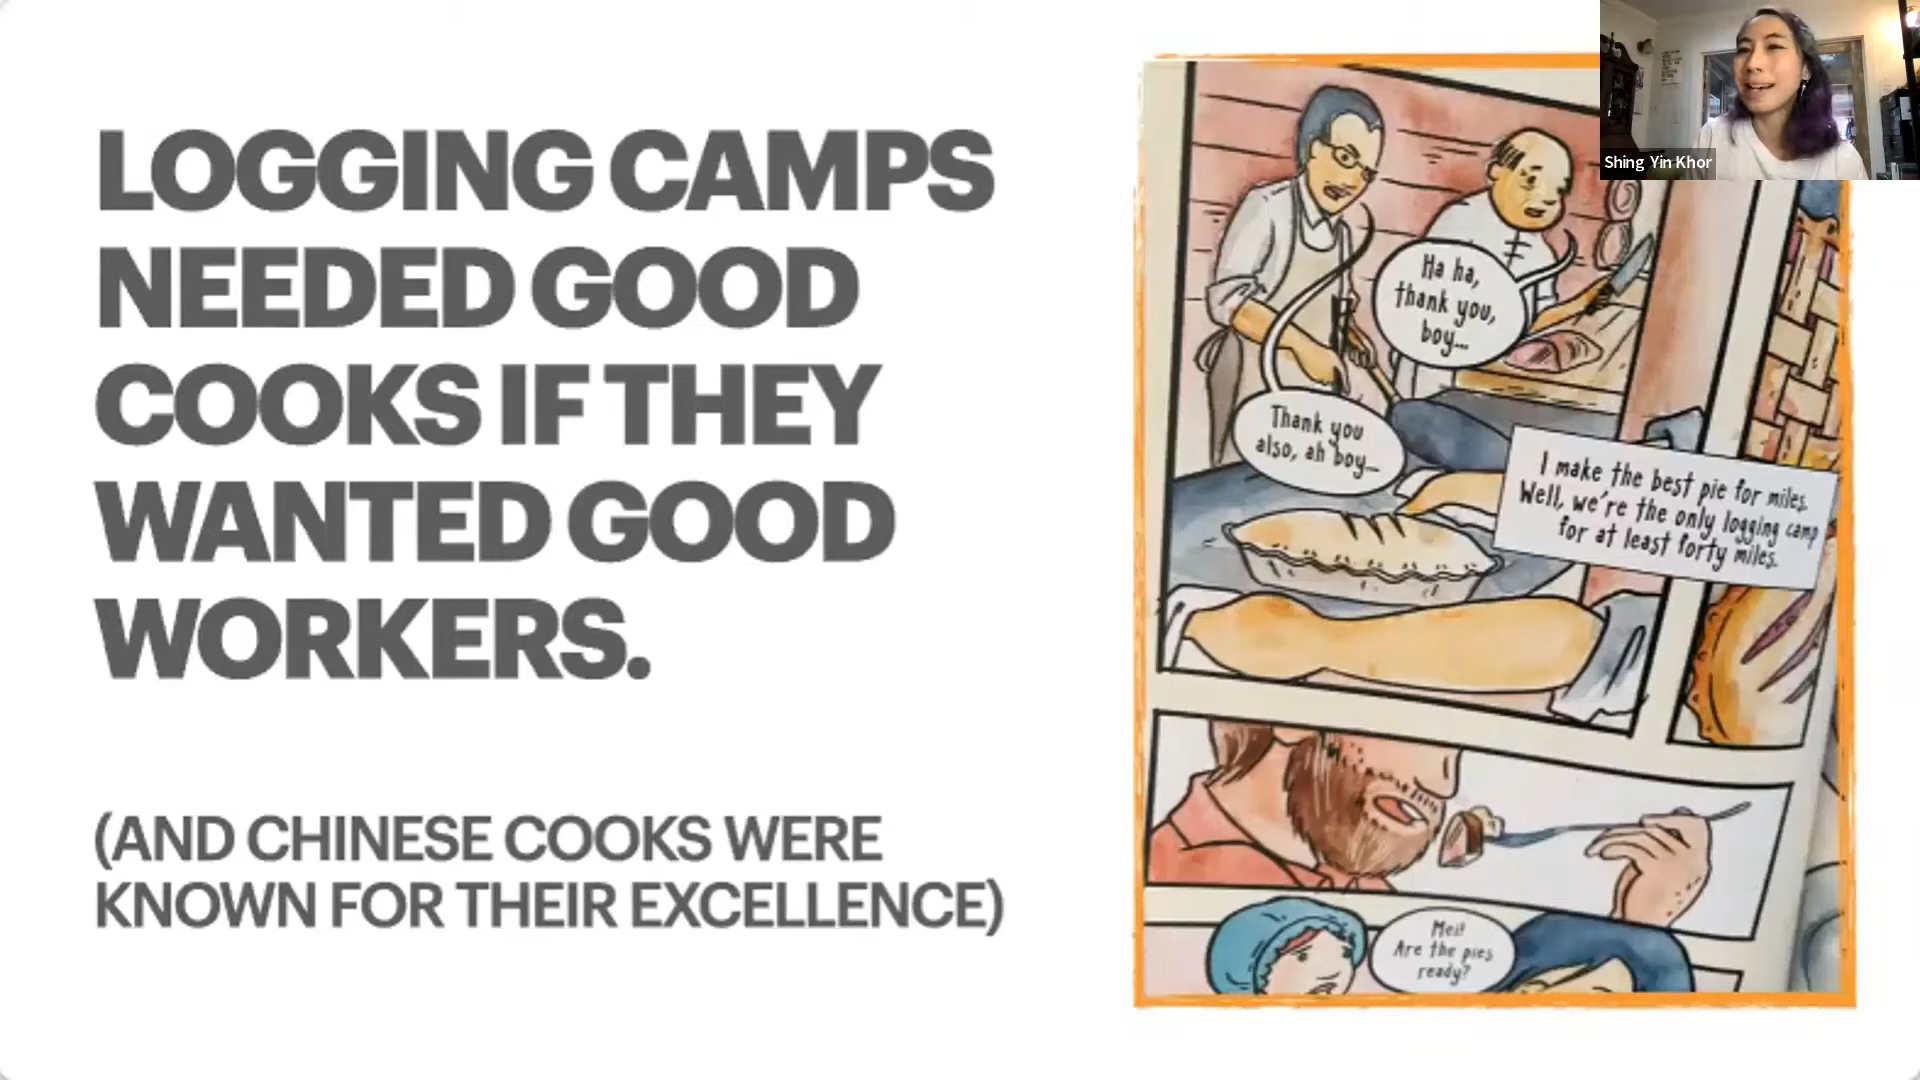 LOGGING CAMPS
NEEDED GOOD
COOKS IF THEY
WANTED GOOD
WORKERS.
(AND CHINESE COOKS WERE
KNOWN FOR THEIR EXCELLENCE)
Ha ha,
thank you,
boy...
Thank you
also, ah boy...
I make the best pie for miles.
Well, we're the only logging camp
for at least forty miles.
Mei!
Are the pies
ready?
Shing Yin Khor